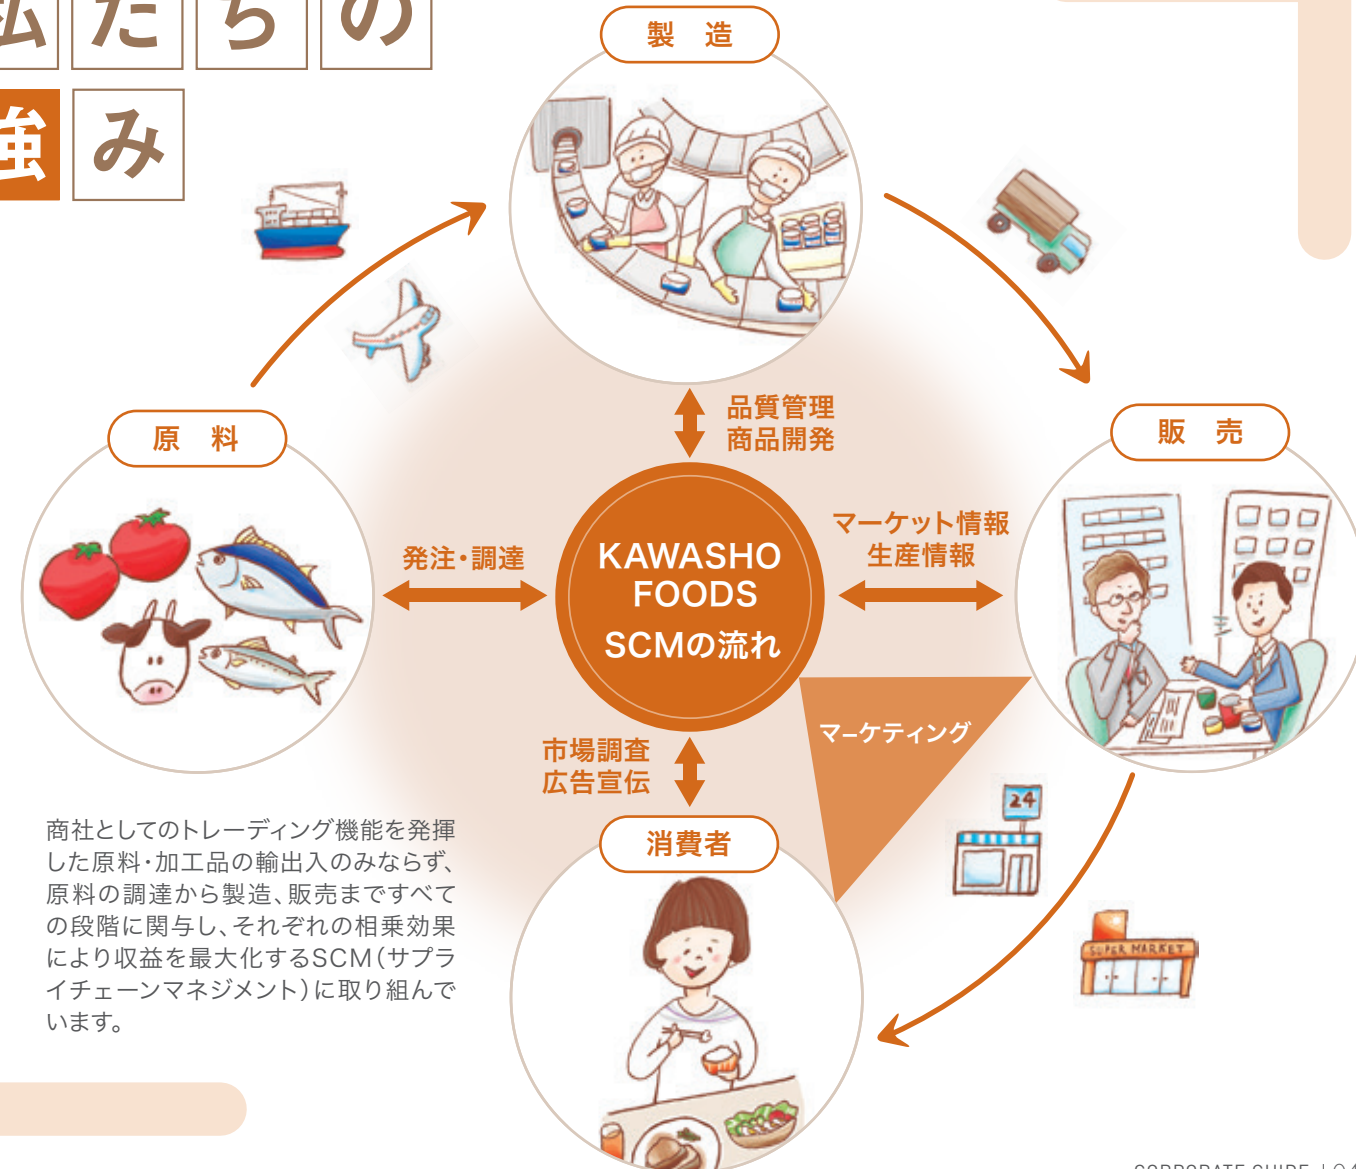 私たちの
強み
製 造
原 料
販 売
品質管理
商品開発
発注・調達
KAWASHO
FOODS
SCMの流れ
マーケット情報
生産情報
マーケティング
市場調査
広告宣伝
消費者
24
SUPER MARKET
商社としてのトレーディング機能を発揮
した原料・加工品の輸出入のみならず、
原料の調達から製造、販売まですべて
の段階に関与し、それぞれの相乗効果
により収益を最大化するSCM(サプラ
イチェーンマネジメント)に取り組んで
います。
CORPORATE GUIDE